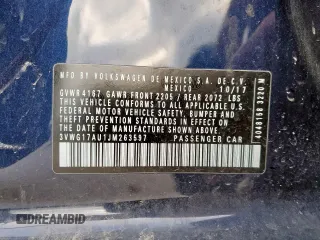 MFD BY VOLKSWAGEN DE MEXICO S.A. DE C.V.
MEXICO 10/17
GVWR 4167 GAWR FRONT 2205 / REAR 2072 LBS
THIS VEHICLE CONFORMS TO ALL APPLICABLE
FEDERAL MOTOR VEHICLE SAFETY, BUMPER AND
THEFT PREVENTION STANDARDS IN EFFECT ON
THE DATE OF MANUFACTURE SHOWN ABOVE
3VWG17AU1JM263597 PASSENGER CAR
3220 M
© DREAMBID